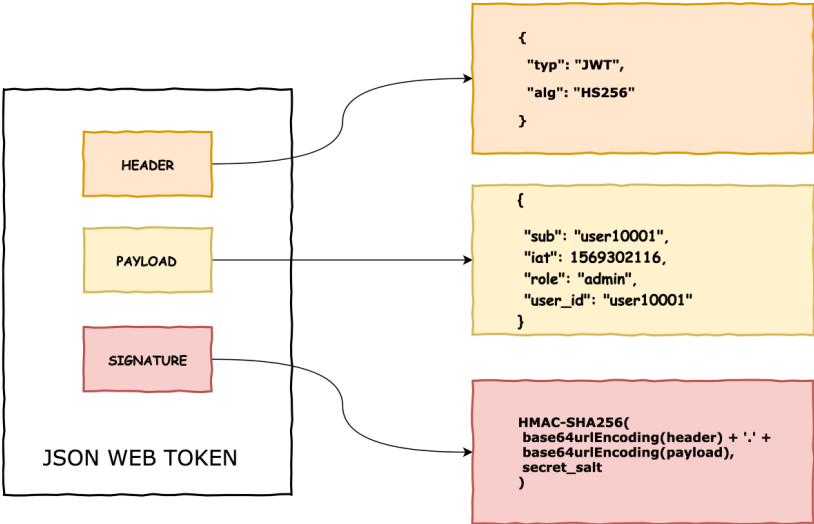 {
"typ": "JWT",
"alg": "HS256"
}
HEADER
{
"sub": "user10001",
"iat": 1569302116,
"role": "admin",
"user_id": "user10001"
}
PAYLOAD
SIGNATURE
HMAC-SHA256(
base64urlEncoding(header) + '.' +
base64urlEncoding(payload),
secret_salt
)
JSON WEB TOKEN